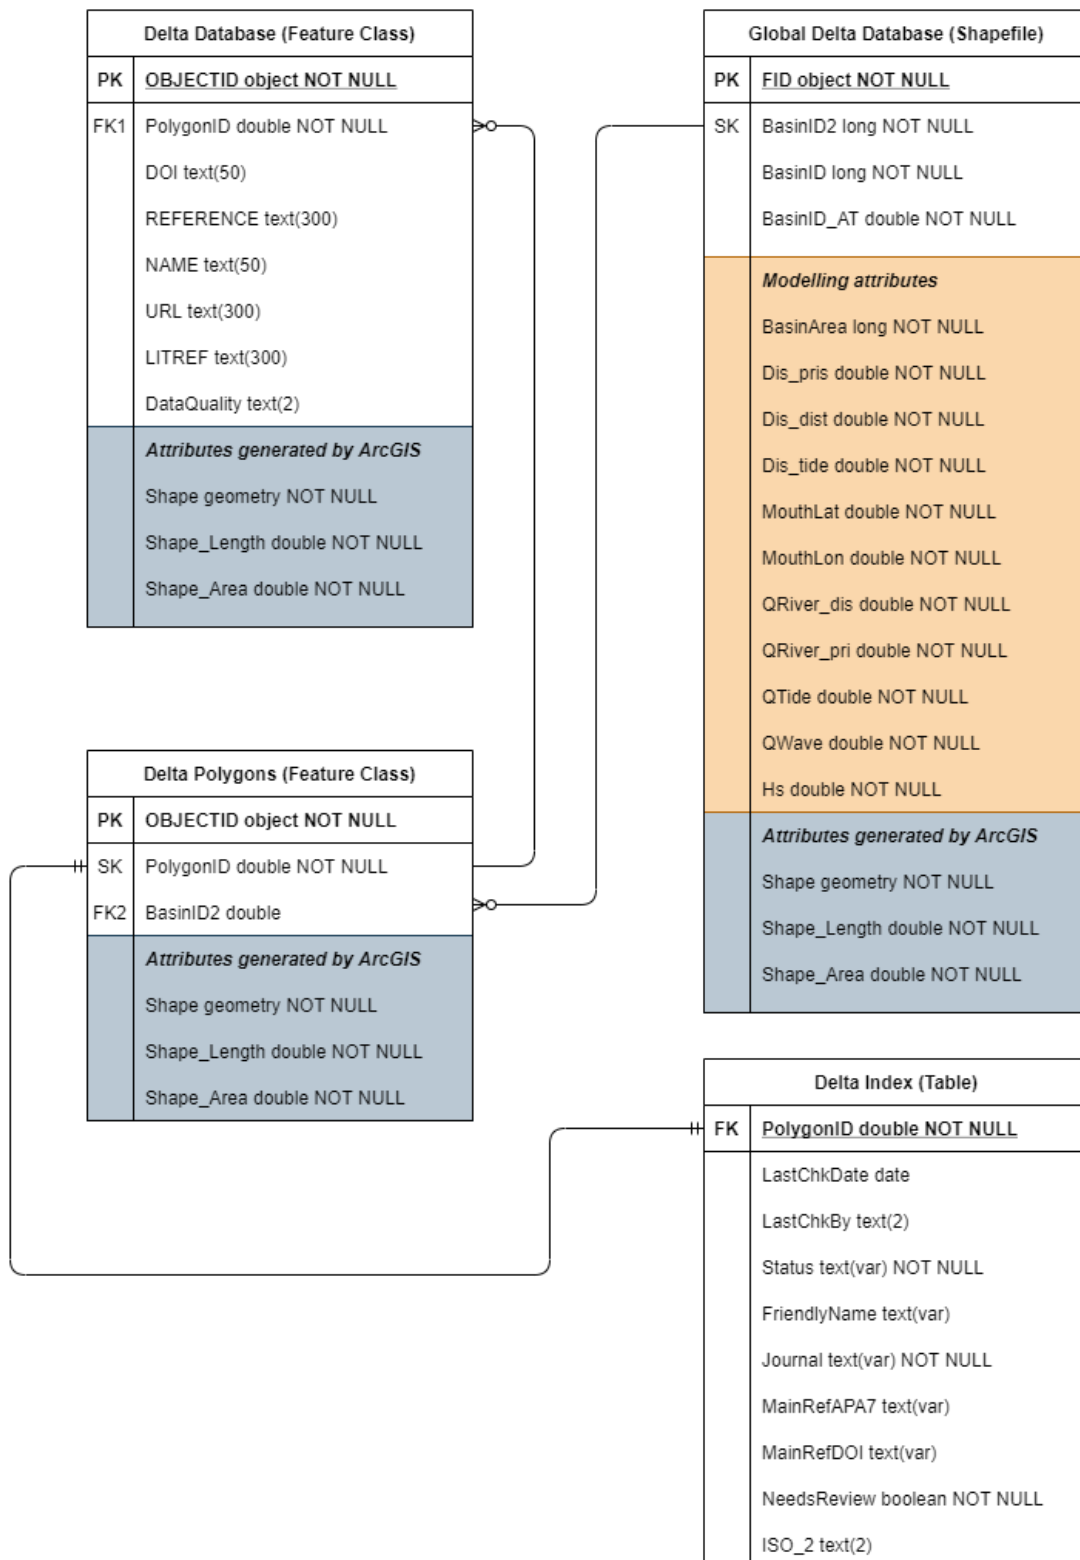 Delta Database (Feature Class)
PK OBJECTID object NOT NULL
FK1 PolygonID double NOT NULL
DOI text(50)
REFERENCE text(300)
NAME text(50)
URL text(300)
LITREF text(300)
DataQuality text(2)
Attributes generated by ArcGIS
Shape geometry NOT NULL
Shape_Length double NOT NULL
Shape_Area double NOT NULL
Delta Polygons (Feature Class)
PK OBJECTID object NOT NULL
SK PolygonID double NOT NULL
FK2 BasinID2 double
Attributes generated by ArcGIS
Shape geometry NOT NULL
Shape_Length double NOT NULL
Shape_Area double NOT NULL
Global Delta Database (Shapefile)
PK FID object NOT NULL
SK BasinID2 long NOT NULL
BasinID long NOT NULL
BasinID_AT double NOT NULL
Modelling attributes
BasinArea long NOT NULL
Dis_pris double NOT NULL
Dis_dist double NOT NULL
Dis_tide double NOT NULL
MouthLat double NOT NULL
MouthLon double NOT NULL
QRiver_dis double NOT NULL
QRiver_pri double NOT NULL
QTide double NOT NULL
QWave double NOT NULL
Hs double NOT NULL
Attributes generated by ArcGIS
Shape geometry NOT NULL
Shape_Length double NOT NULL
Shape_Area double NOT NULL
Delta Index (Table)
FK PolygonID double NOT NULL
LastChkDate date
LastChkBy text(2)
Status text(var) NOT NULL
FriendlyName text(var)
Journal text(var) NOT NULL
MainRefAPA7 text(var)
MainRefDOI text(var)
NeedsReview boolean NOT NULL
ISO_2 text(2)